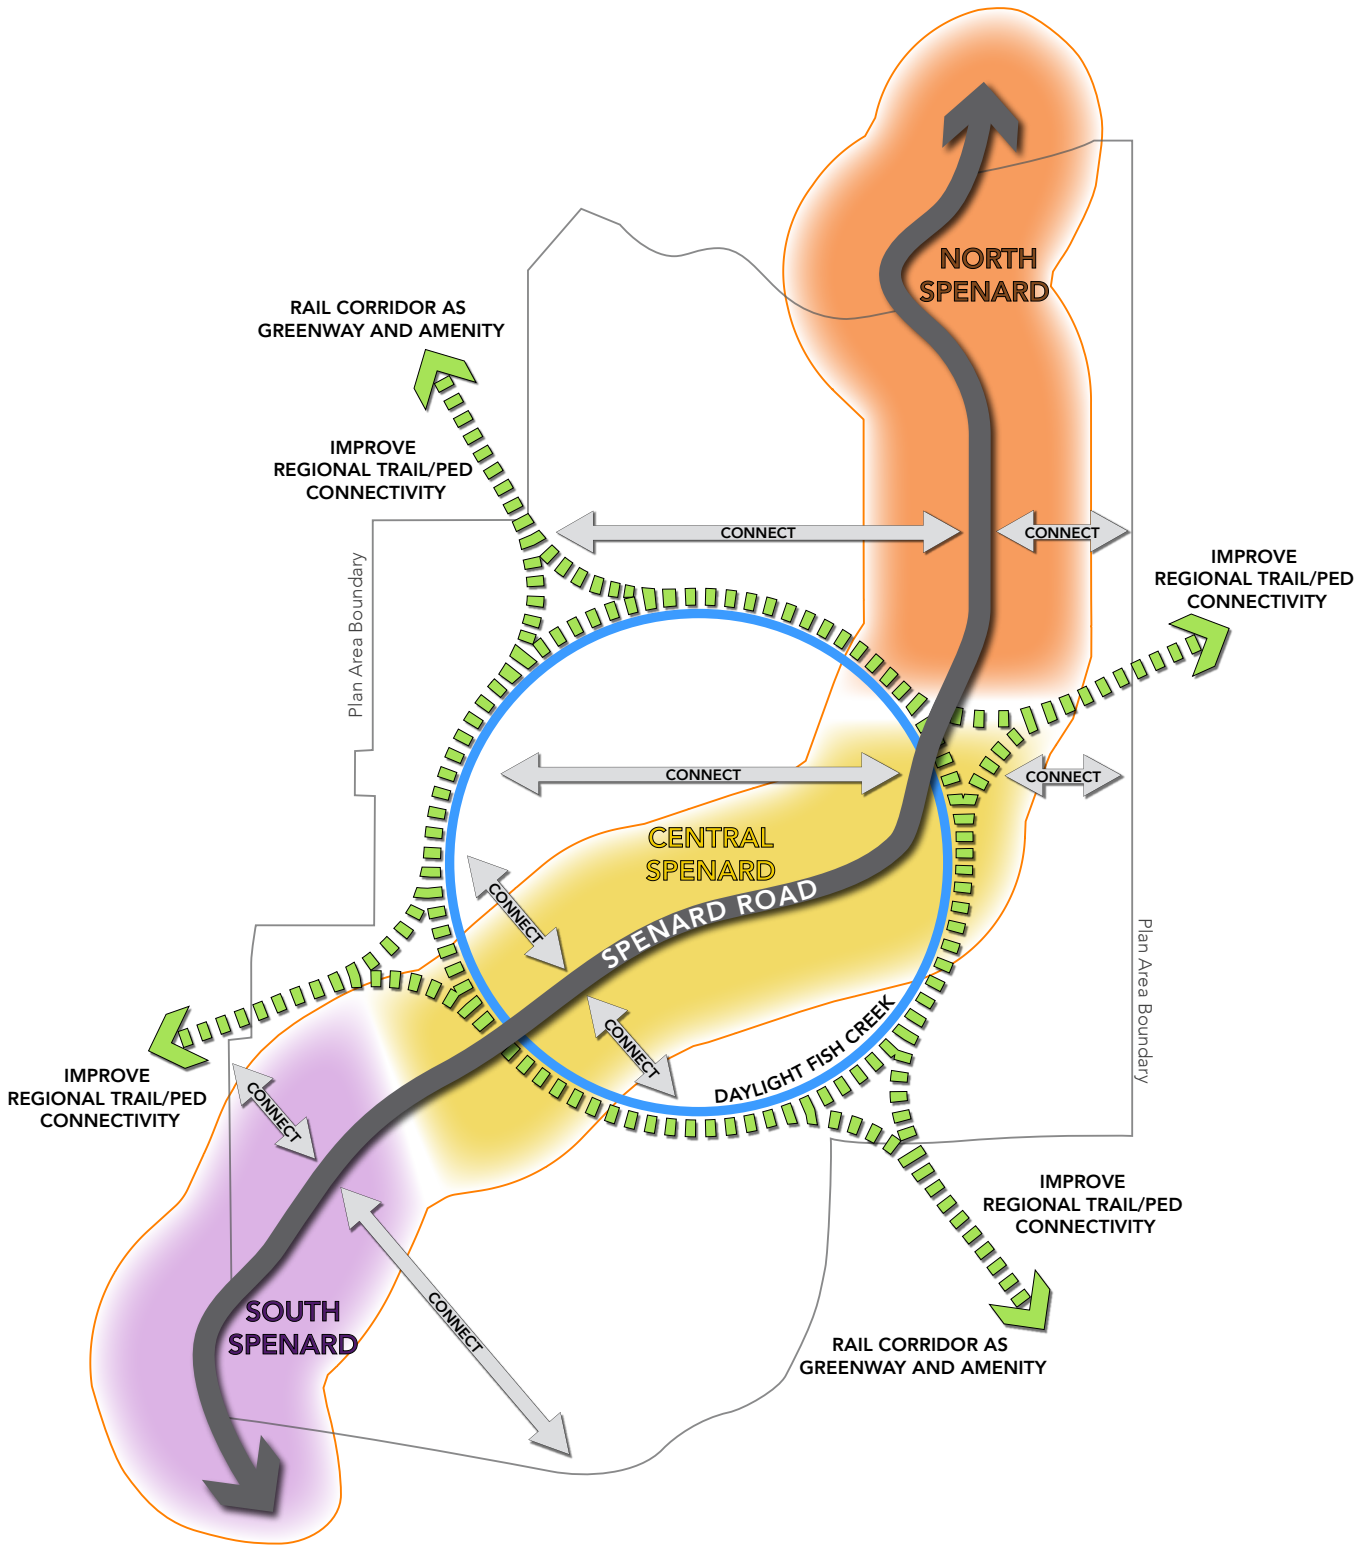 NORTH
SPENARD
RAIL CORRIDOR AS
GREENWAY AND AMENITY
IMPROVE
REGIONAL TRAIL/PED
CONNECTIVITY
CONNECT
CONNECT
IMPROVE
REGIONAL TRAIL/PED
CONNECTIVITY
Plan Area Boundary
CONNECT
CONNECT
CENTRAL
SPENARD
SPENARD ROAD
CONNECT
CONNECT
DAYLIGHT FISH CREEK
Plan Area Boundary
IMPROVE
REGIONAL TRAIL/PED
CONNECTIVITY
CONNECT
IMPROVE
REGIONAL TRAIL/PED
CONNECTIVITY
SOUTH
SPENARD
CONNECT
RAIL CORRIDOR AS
GREENWAY AND AMENITY